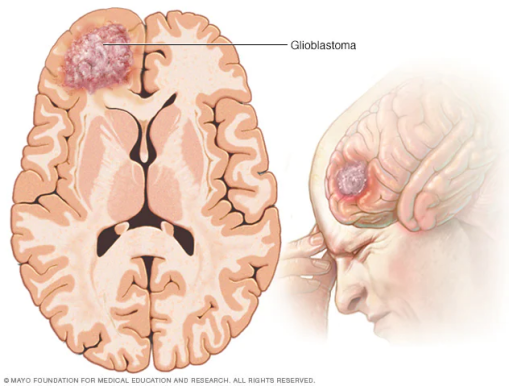 Glioblastoma
© MAYO FOUNDATION FOR MEDICAL EDUCATION AND RESEARCH. ALL RIGHTS RESERVED.